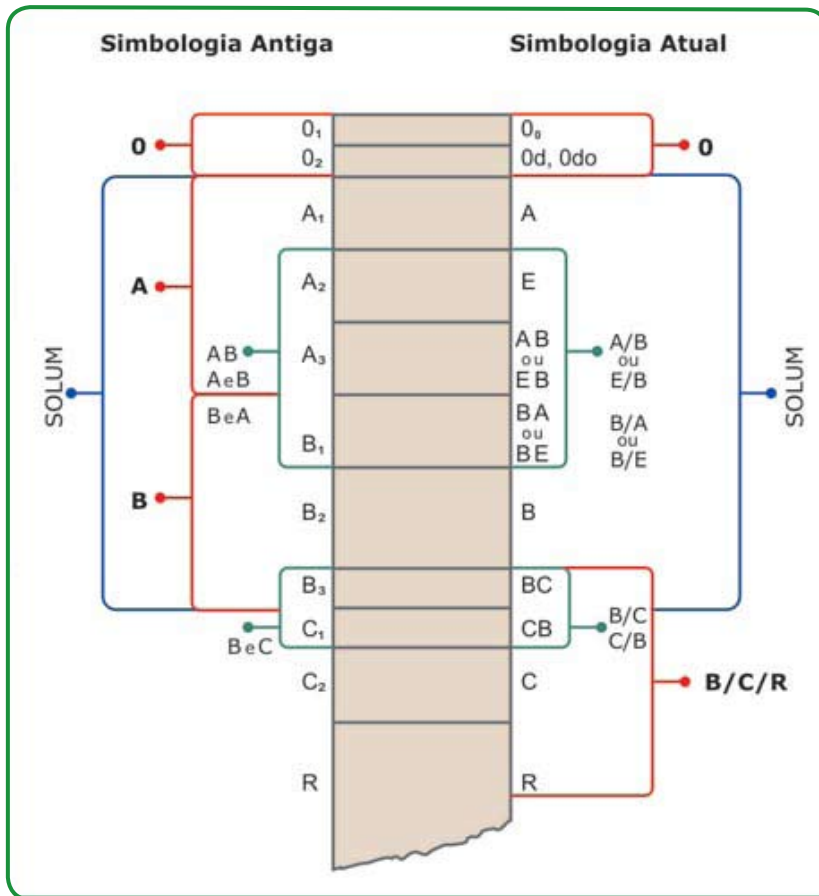 Simbologia Antiga
Simbologia Atual
0
0₁
0₂
A
A₁
A₂
A₃
AB
AeB
BeA
SOLUM
B
B₁
B₂
B₃
C₁
BeC
C₂
R
0₀
0d, 0do
0
A
E
AB
ou
EB
A/B
ou
E/B
BA
ou
BE
B/A
ou
B/E
SOLUM
B
BC
CB
B/C
C/B
C
B/C/R
R